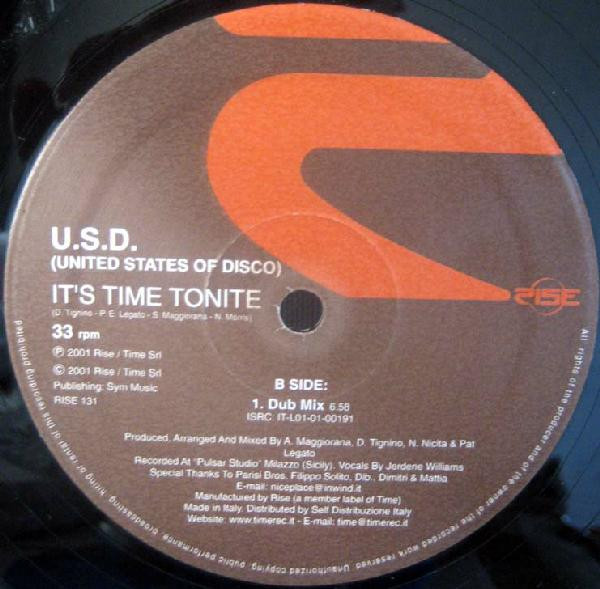 U.S.D.
(UNITED STATES OF DISCO)
IT'S TIME TONITE
(D. Tignino - P. E. Légato - S. Maggiorana - N. Morris)
33 rpm
℗ 2001 Rise / Time Srl
© 2001 Rise / Time Srl
Publishing: Sym Music
RISE 131
RISE
B SIDE:
1. Dub Mix 6.58
ISRC: IT-L01-01-00191
Produced, Arranged And Mixed By A. Maggiorana, D. Tignino, N. Nicita & Pat
Légato
Recorded At "Pulsar Studio" Milazzo (Sicily). Vocals By Jordene Williams
Special Thanks To Parisi Bros. Filippo Solito, Dio., Dimitri & Mattia
E-mail: niceplace@inwind.it
Manufactured by Rise (a member label of Time)
Made in Italy. Distributed by Self Distribuzione Italy
Website: www.timerec.it - E-mail: time@timerec.it
All rights of the producer and of the owner of the recorded work reserved. Unauthorized copying, public performance, broadcasting, hiring or rental of this recording prohibited